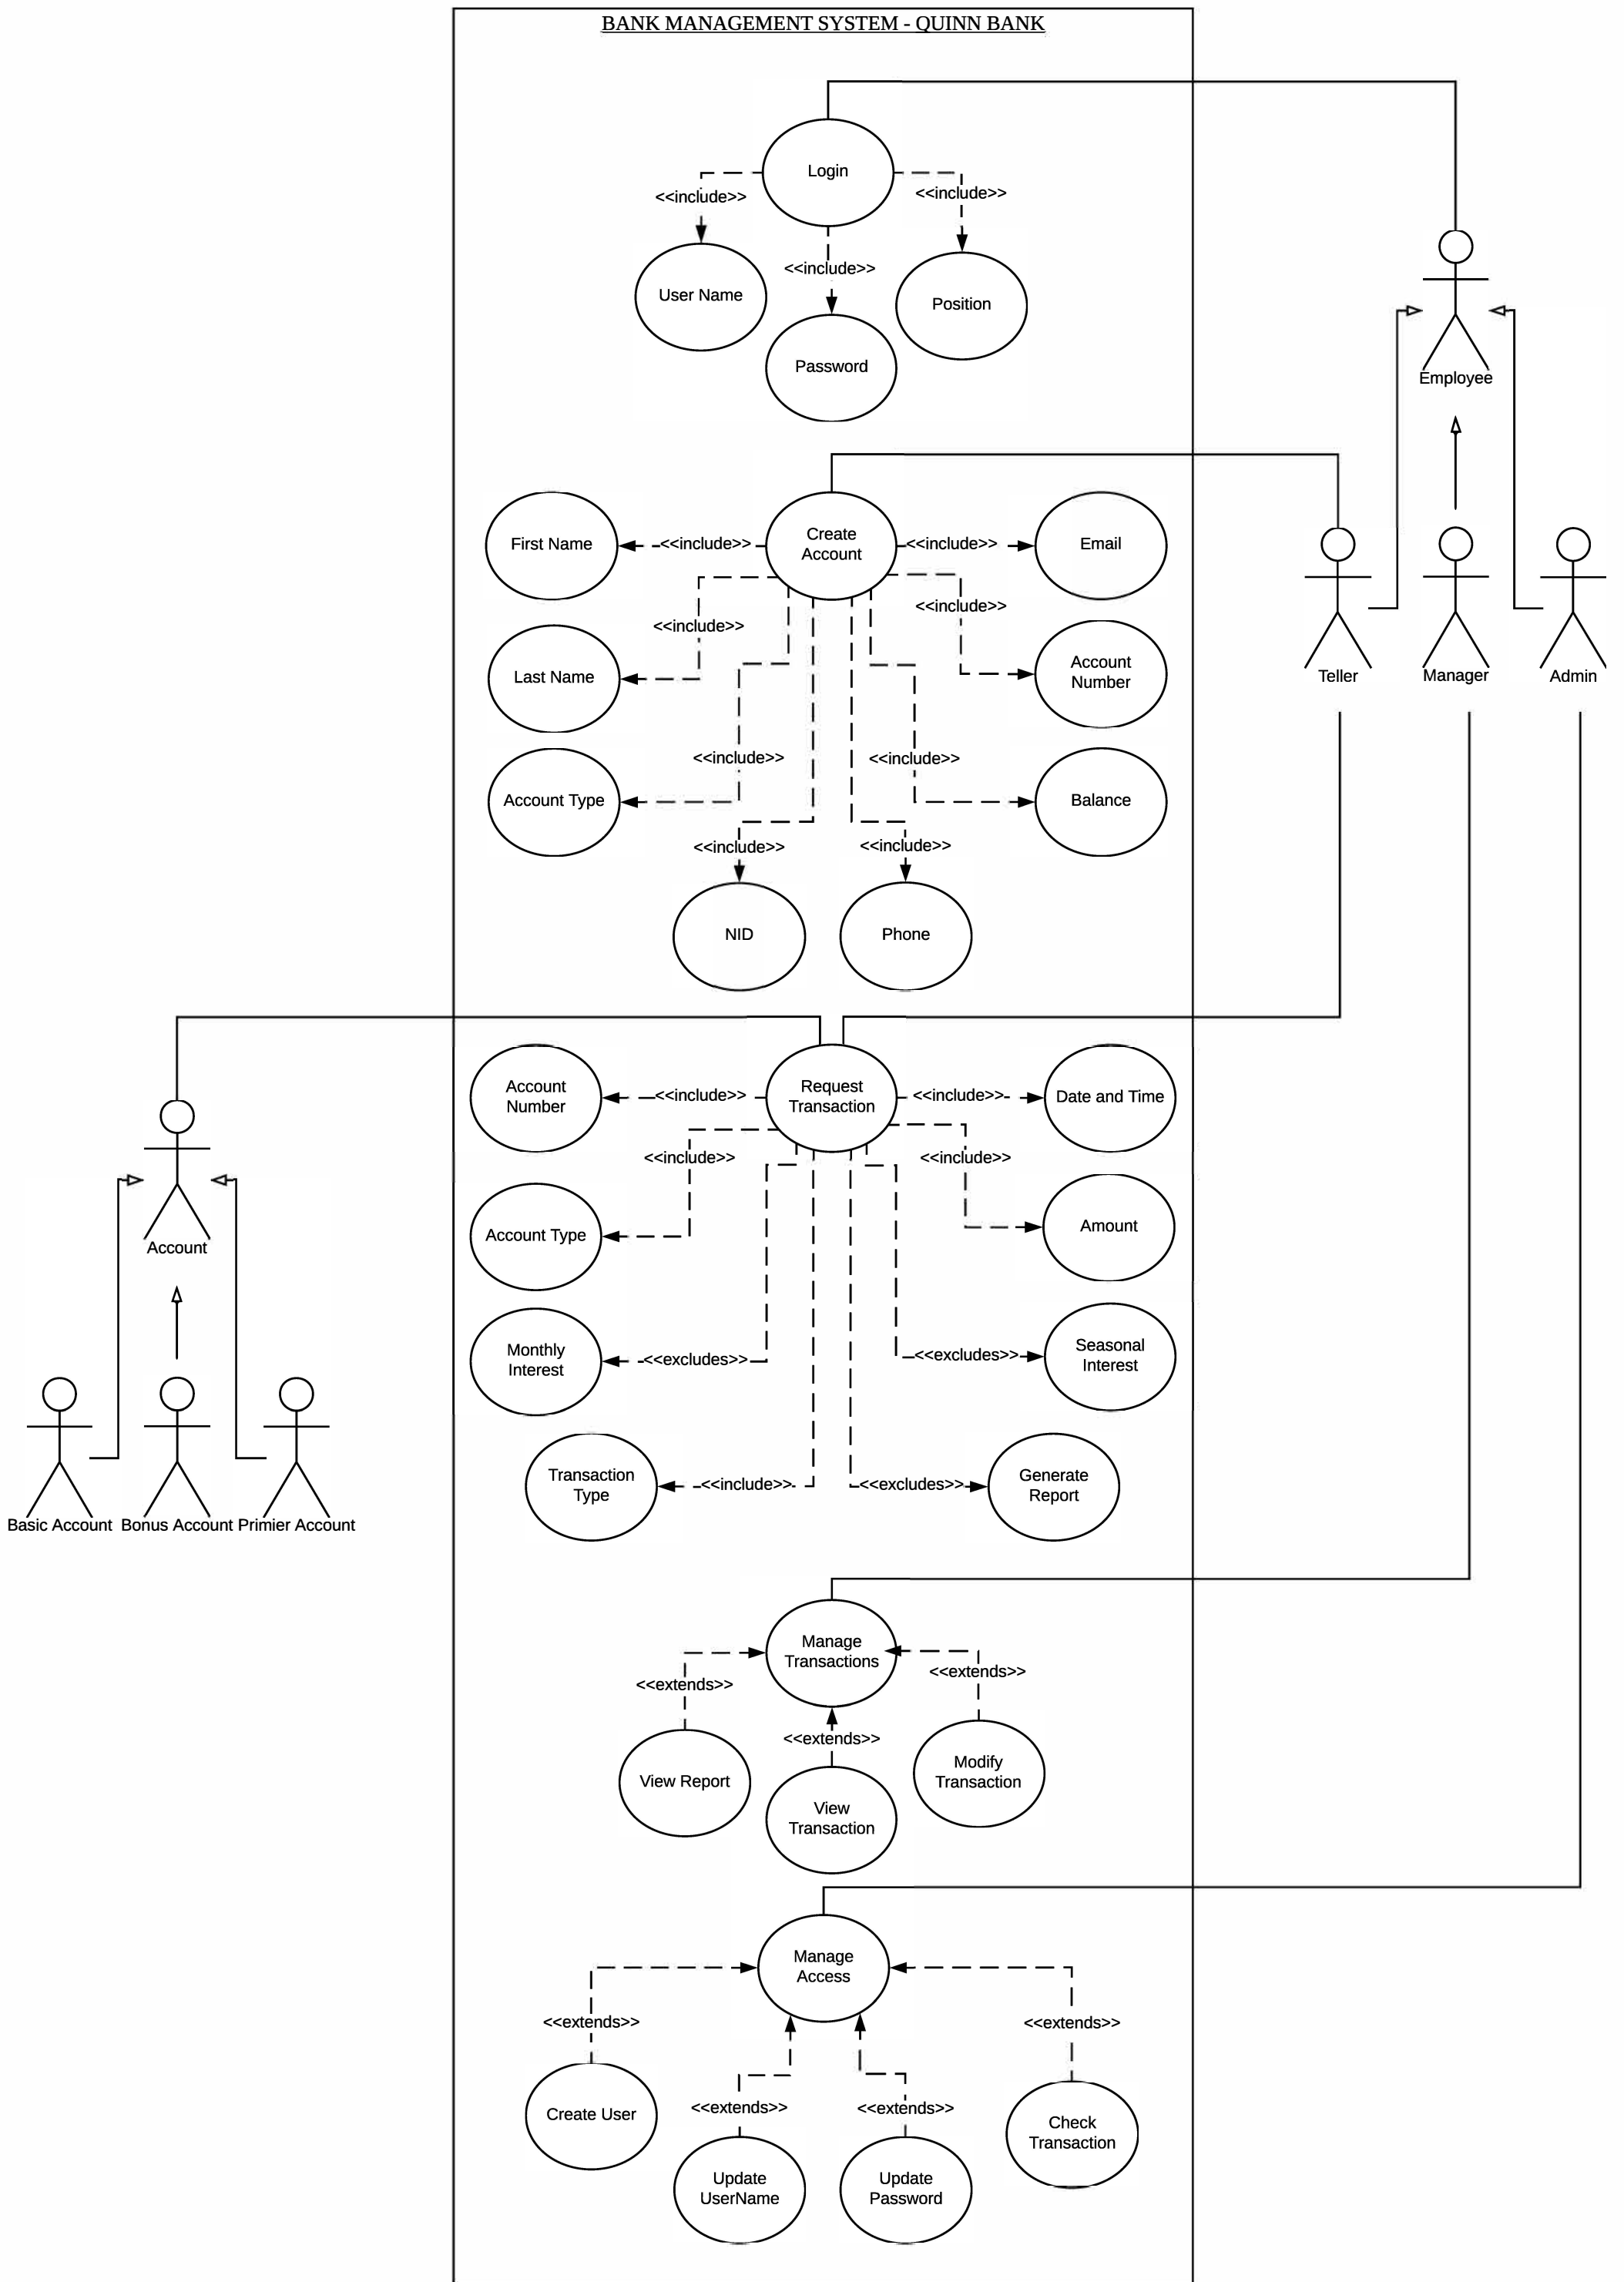 BANK MANAGEMENT SYSTEM - QUINN BANK
Login
<<include>>
<<include>>
<<include>>
User Name
Position
Password
Employee
Create
Account
First Name
<<include>>
<<include>>
Email
<<include>>
<<include>>
Last Name
Account
Number
Teller
Manager
Admin
<<include>>
<<include>>
Account Type
Balance
<<include>>
<<include>>
NID
Phone
Request
Transaction
Account
Number
<<include>>
<<include>>
Date and Time
<<include>>
<<include>>
Account Type
Amount
Account
Monthly
Interest
<<excludes>>
<<excludes>>
Seasonal
Interest
Transaction
Type
<<include>>
<<excludes>>
Generate
Report
Basic Account
Bonus Account
Primier Account
Manage
Transactions
<<extends>>
<<extends>>
<<extends>>
View Report
Modify
Transaction
View
Transaction
Manage
Access
<<extends>>
<<extends>>
<<extends>>
<<extends>>
Create User
Check
Transaction
Update
UserName
Update
Password